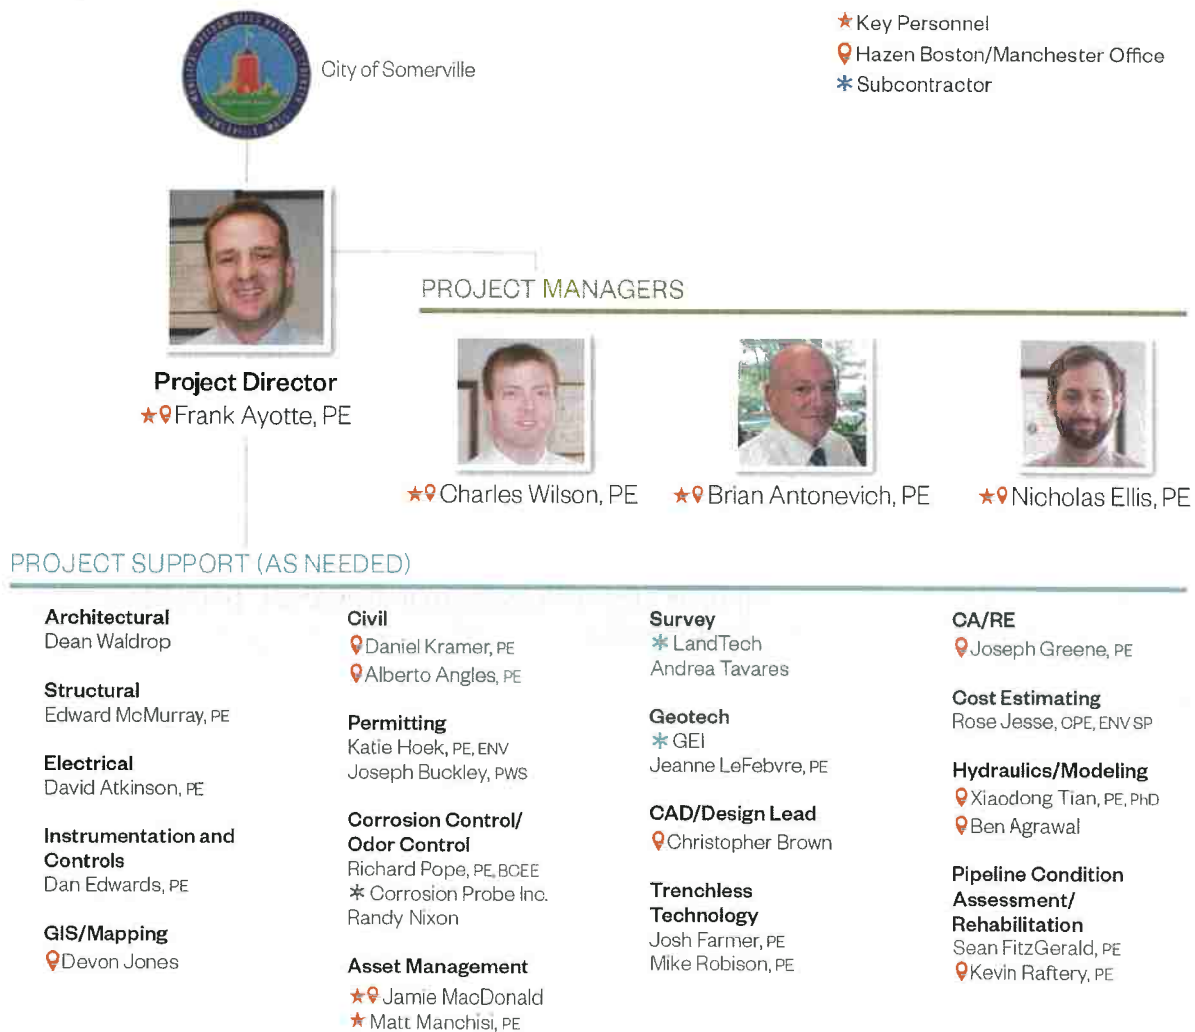 City of Somerville
★ Key Personnel
Hazen Boston/Manchester Office
* Subcontractor
PROJECT MANAGERS
Project Director
★ Frank Ayotte, PE
★ Charles Wilson, PE
★ Brian Antonevich, PE
★ Nicholas Ellis, PE
PROJECT SUPPORT (AS NEEDED)
Architectural
Dean Waldrop
Structural
Edward McMurray, PE
Electrical
David Atkinson, PE
Instrumentation and
Controls
Dan Edwards, PE
GIS/Mapping
Devon Jones
Civil
Daniel Kramer, PE
Alberto Angles, PE
Permitting
Katie Hoek, PE, ENV
Joseph Buckley, PWS
Corrosion Control/
Odor Control
Richard Pope, PE, BCEE
* Corrosion Probe Inc.
Randy Nixon
Asset Management
★ Jamie MacDonald
★ Matt Manchisi, PE
Survey
* LandTech
Andrea Tavares
Geotech
* GEI
Jeanne LeFebvre, PE
CAD/Design Lead
Christopher Brown
Trenchless
Technology
Josh Farmer, PE
Mike Robison, PE
CA/RE
Joseph Greene, PE
Cost Estimating
Rose Jesse, CPE, ENV SP
Hydraulics/Modeling
Xiaodong Tian, PE, PhD
Ben Agrawal
Pipeline Condition
Assessment/
Rehabilitation
Sean FitzGerald, PE
Kevin Raftery, PE